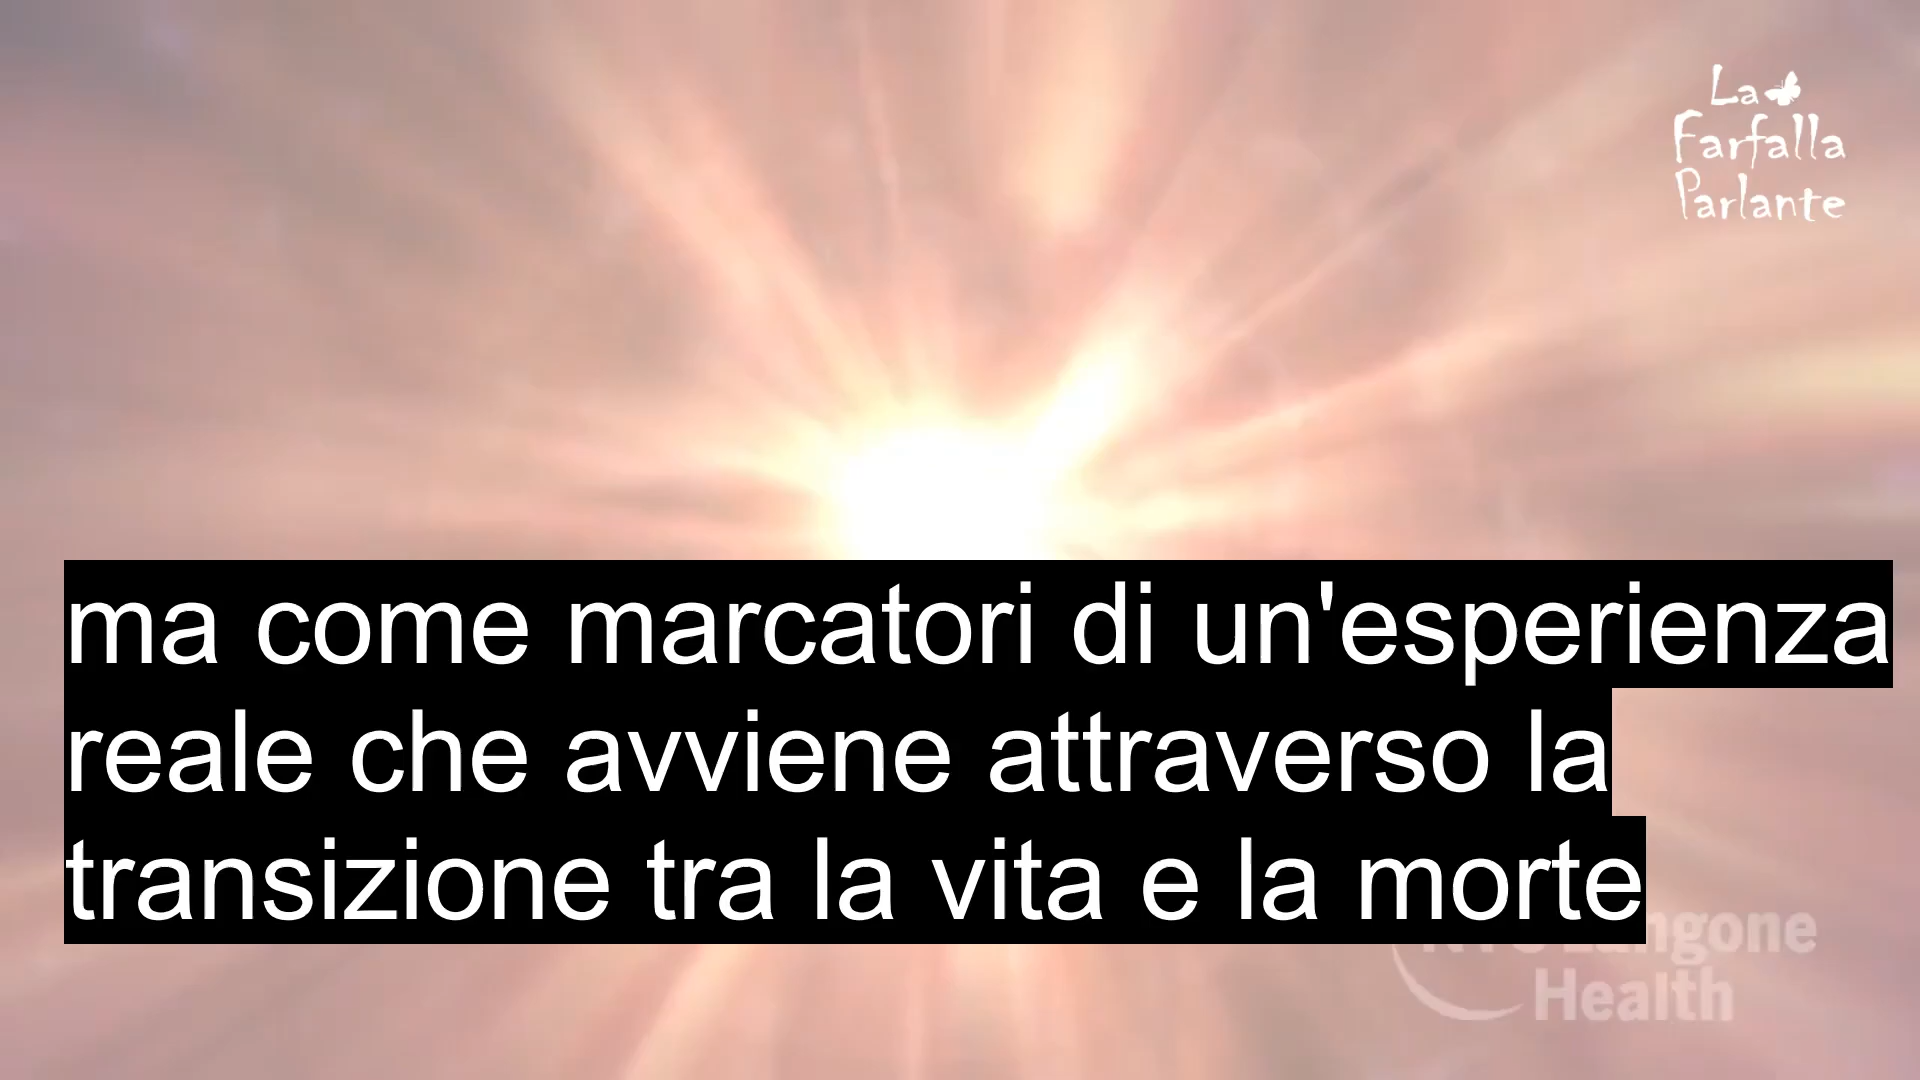 La
Farfalla
Parlante
ma come marcatori di un'esperienza
reale che avviene attraverso la
transizione tra la vita e la morte
Langone
Health